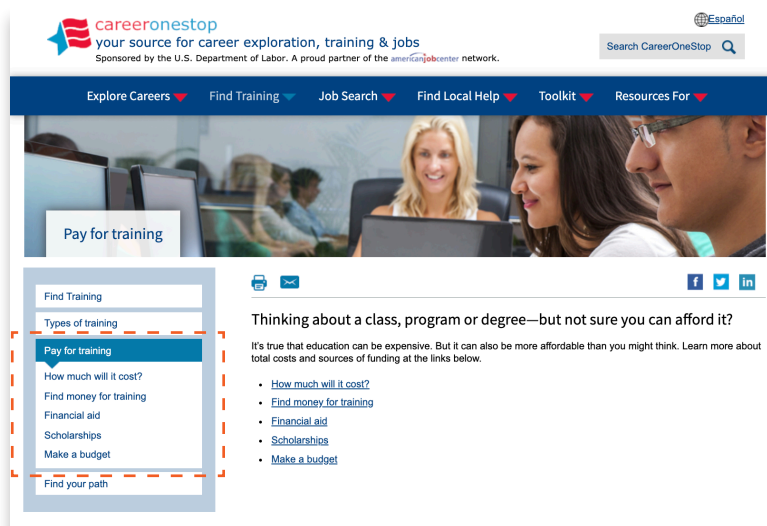 careeronestop
your source for career exploration, training & jobs
Sponsored by the U.S. Department of Labor. A proud partner of the americanjobcenter network.
Español
Search CareerOneStop
Explore Careers Find Training Job Search Find Local Help Toolkit Resources For
Pay for training
Find Training
Types of training
Pay for training
How much will it cost?
Find money for training
Financial aid
Scholarships
Make a budget
Find your path
f in
Thinking about a class, program or degree—but not sure you can afford it?
It's true that education can be expensive. But it can also be more affordable than you might think. Learn more about
total costs and sources of funding at the links below.
• How much will it cost?
• Find money for training
• Financial aid
• Scholarships
• Make a budget